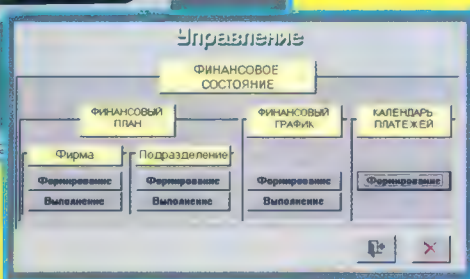 Управление
ФИНАНСОВОЕ
СОСТОЯНИЕ
ФИНАНСОВЫЙ
ПЛАН
ФИНАНСОВЫЙ
ГРАФИК
КАЛЕНДАРЬ
ПЛАТЕЖЕЙ
Фирма
Подразделение
Формирование
Формирование
Формирование
Формирование
Выполнение
Выполнение
Выполнение